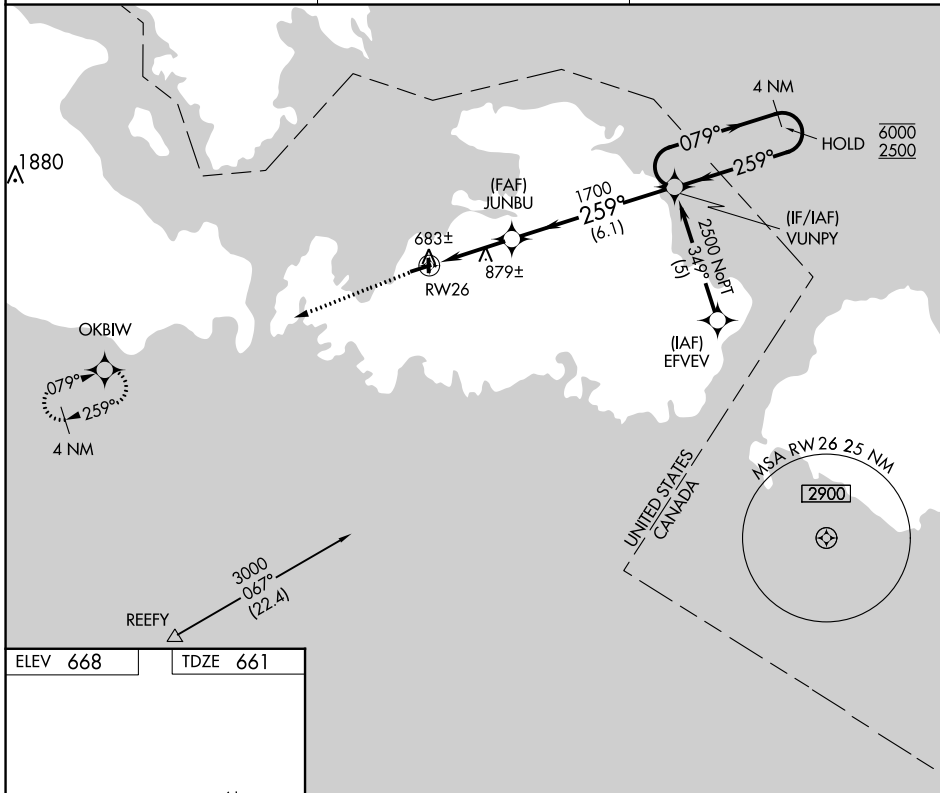 4 NM
079°
HOLD
6000
2500
259°
1880
(FAF)
JUNBU
1700
259°
(6.1)
(IF/IAF)
VUNPY
683±
879±
RW26
2500 NoPT
349°
(5)
(IAF)
EFVEV
OKBIW
079°
259°
4 NM
UNITED STATES
CANADA
MSA RW 26 25 NM
2900
3000
067°
(22.4)
REEFY
ELEV 668
TDZE 661